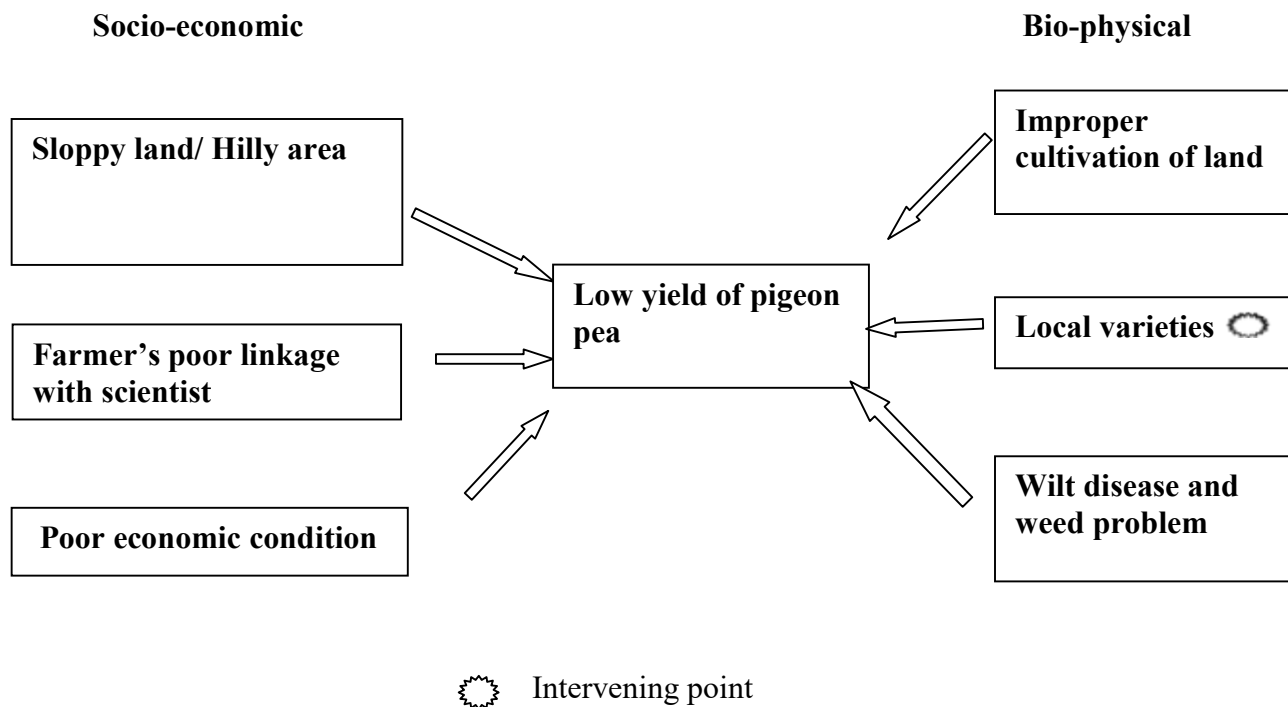 Socio-economic
Bio-physical
Sloppy land/ Hilly area
Improper
cultivation of land
Low yield of pigeon
pea
Farmer’s poor linkage
with scientist
Local varieties
Poor economic condition
Wilt disease and
weed problem
Intervening point